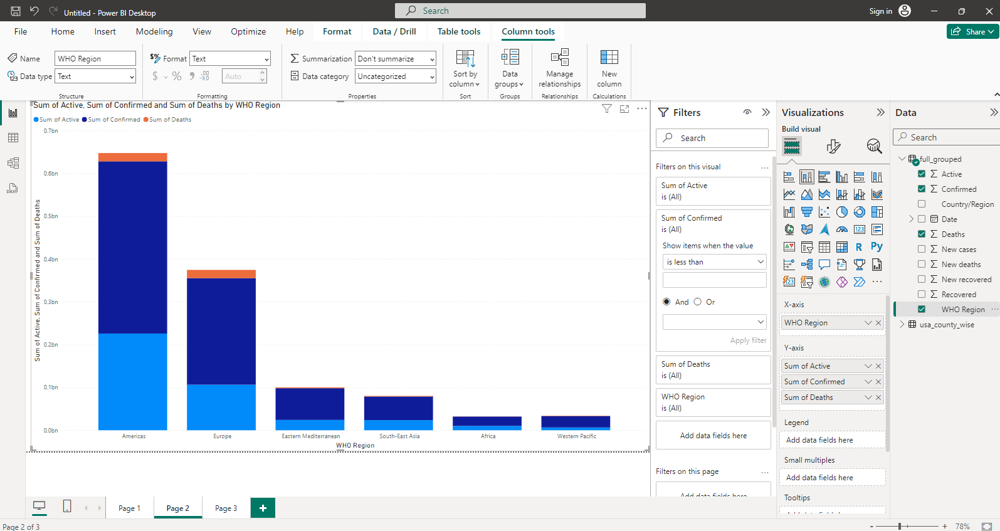 Untitled - Power BI Desktop
Search
Sign in
File
Home
Insert
Modeling
View
Optimize
Help
Format
Data / Drill
Table tools
Column tools
Share
Name
WHO Region
Data type
Text
Structure
$% Format
Text
$ % 9 .00
Auto
Formatting
Summarization
Don't summarize
Data category
Uncategorized
Properties
Sort by
column
Sort
Data
groups
Groups
Manage
relationships
Relationships
New
column
Calculations
Sum of Active, Sum of Confirmed and Sum of Deaths by WHO Region
Sum of Active
Sum of Confirmed
Sum of Deaths
0.7bn
0.6bn
0.5bn
0.4bn
0.3bn
0.2bn
0.1bn
0.0bn
Sum of Active, Sum of Confirmed and Sum of Deaths
Americas
Europe
Eastern Mediterranean
South-East Asia
Africa
Western Pacific
WHO Region
Filters
Search
Filters on this visual
Sum of Active
is (All)
Sum of Confirmed
is (All)
Show items when the value
is less than
And
Or
Apply filter
Sum of Deaths
is (All)
WHO Region
is (All)
Add data fields here
Filters on this page
Add data fields here
Visualizations
Build visual
123
R
Py
123
X-axis
WHO Region
Y-axis
Sum of Active
Sum of Confirmed
Sum of Deaths
Legend
Add data fields here
Small multiples
Add data fields here
Tooltips
Data
Search
full_grouped
Active
Confirmed
Country/Region
Date
Deaths
New cases
New deaths
New recovered
Recovered
WHO Region
usa_county_wise
DAX
Page 1
Page 2
Page 3
+
Page 2 of 3
- + 78%